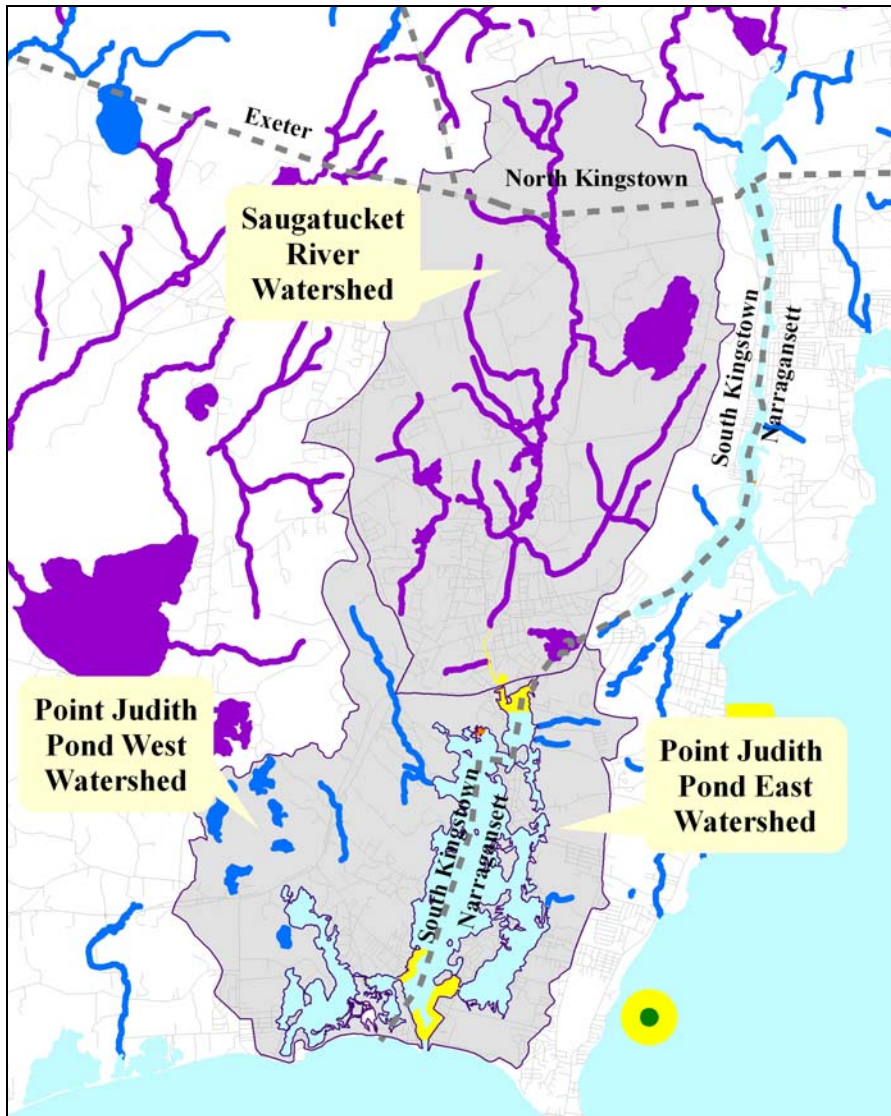 Exeter
North Kingstown
Saugatucket
River
Watershed
South Kingstown
Narragansett
Point Judith
Pond West
Watershed
Point Judith
Pond East
Watershed
South Kingstown
Narragansett